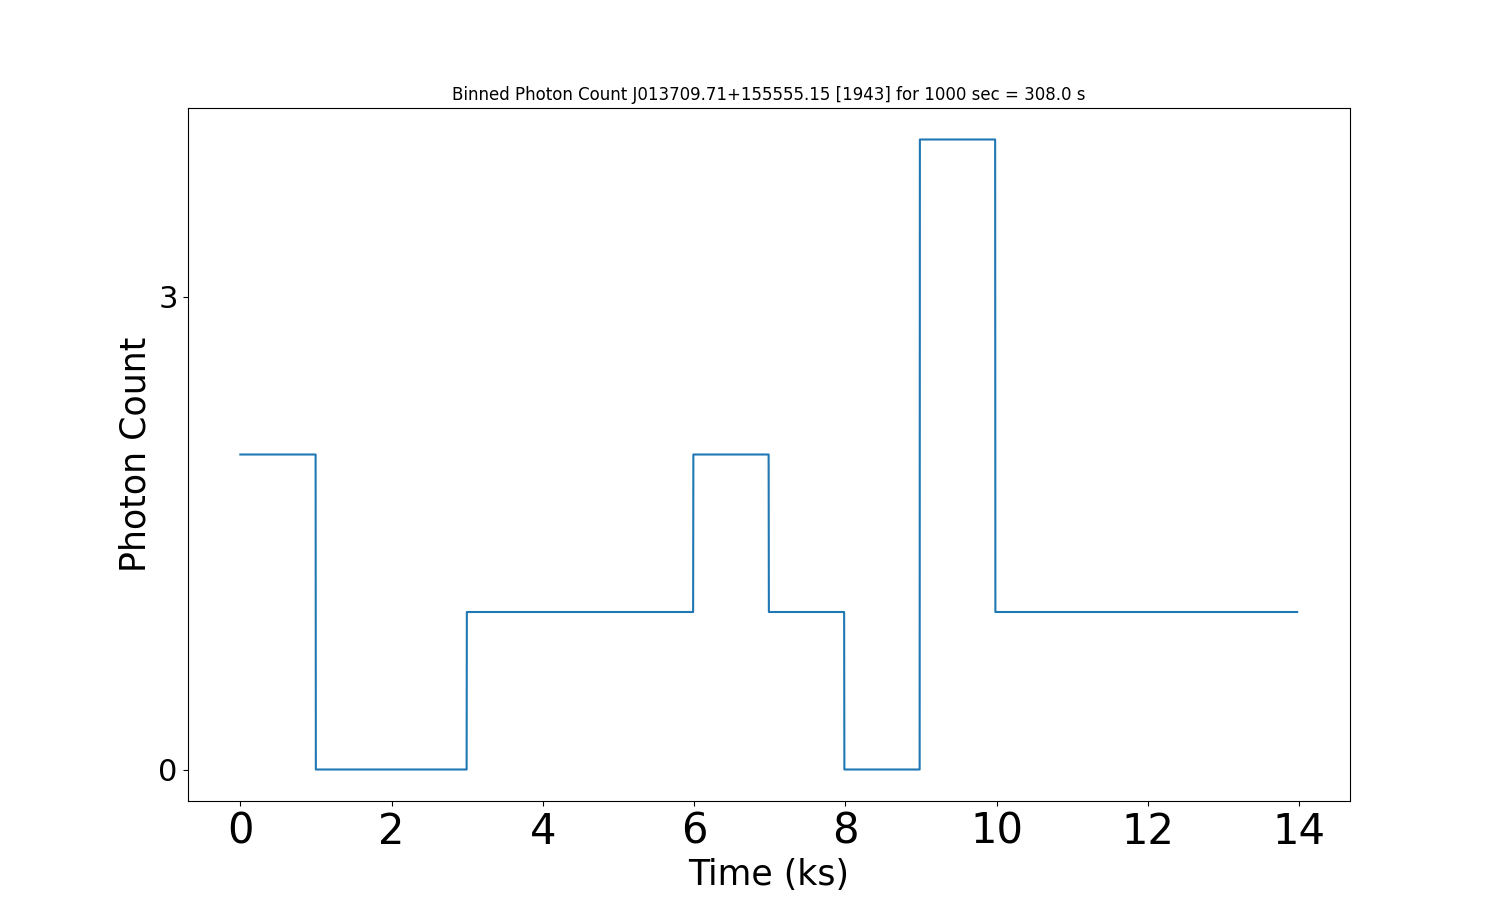 Binned Photon Count J013709.71+155555.15 [1943] for 1000 sec = 308.0 s
3
0
Photon Count
0 2 4 6 8 10 12 14
Time (ks)